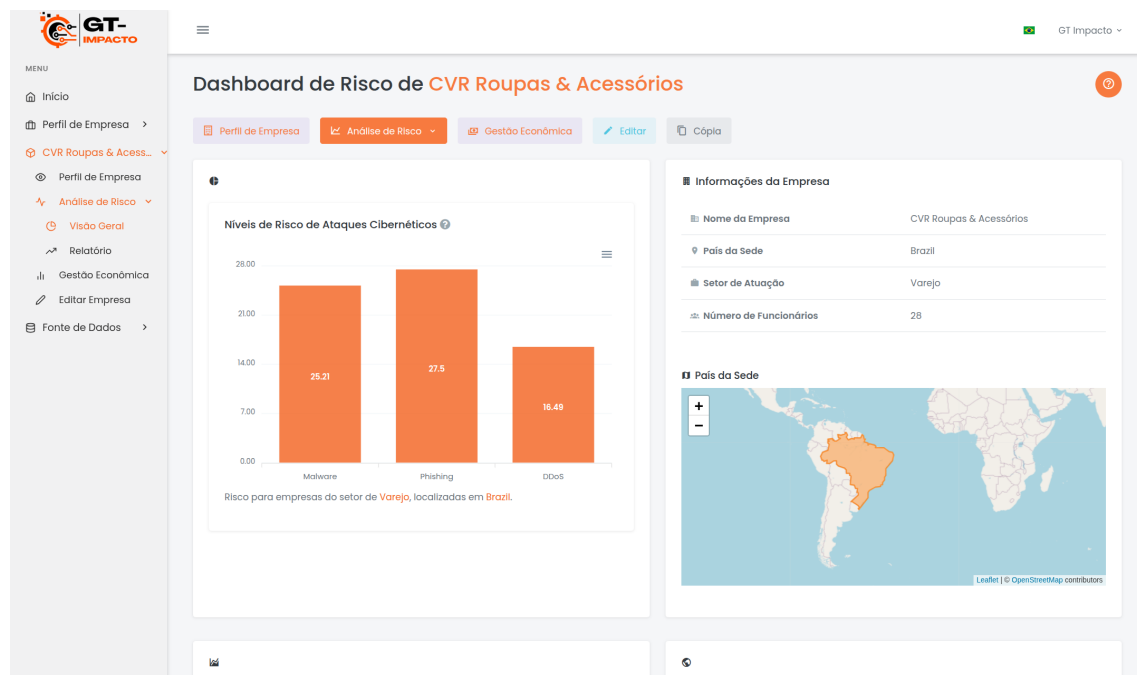 GT-
IMPACTO
GT Impacto
MENU
Início
Perfil de Empresa
CVR Roupas & Acess...
Perfil de Empresa
Análise de Risco
Visão Geral
Relatório
Gestão Econômica
Editar Empresa
Fonte de Dados
Dashboard de Risco de CVR Roupas & Acessórios
Perfil de Empresa Análise de Risco Gestão Econômica Editar Cópia
Níveis de Risco de Ataques Cibernéticos
28.00
21.00
14.00
7.00
0.00
25.21
27.5
16.49
Malware Phishing DDoS
Risco para empresas do setor de Varejo, localizadas em Brazil.
Informações da Empresa
Nome da Empresa CVR Roupas & Acessórios
País da Sede Brazil
Setor de Atuação Varejo
Número de Funcionários 28
País da Sede
+
−
Leaflet | © OpenStreetMap contributors